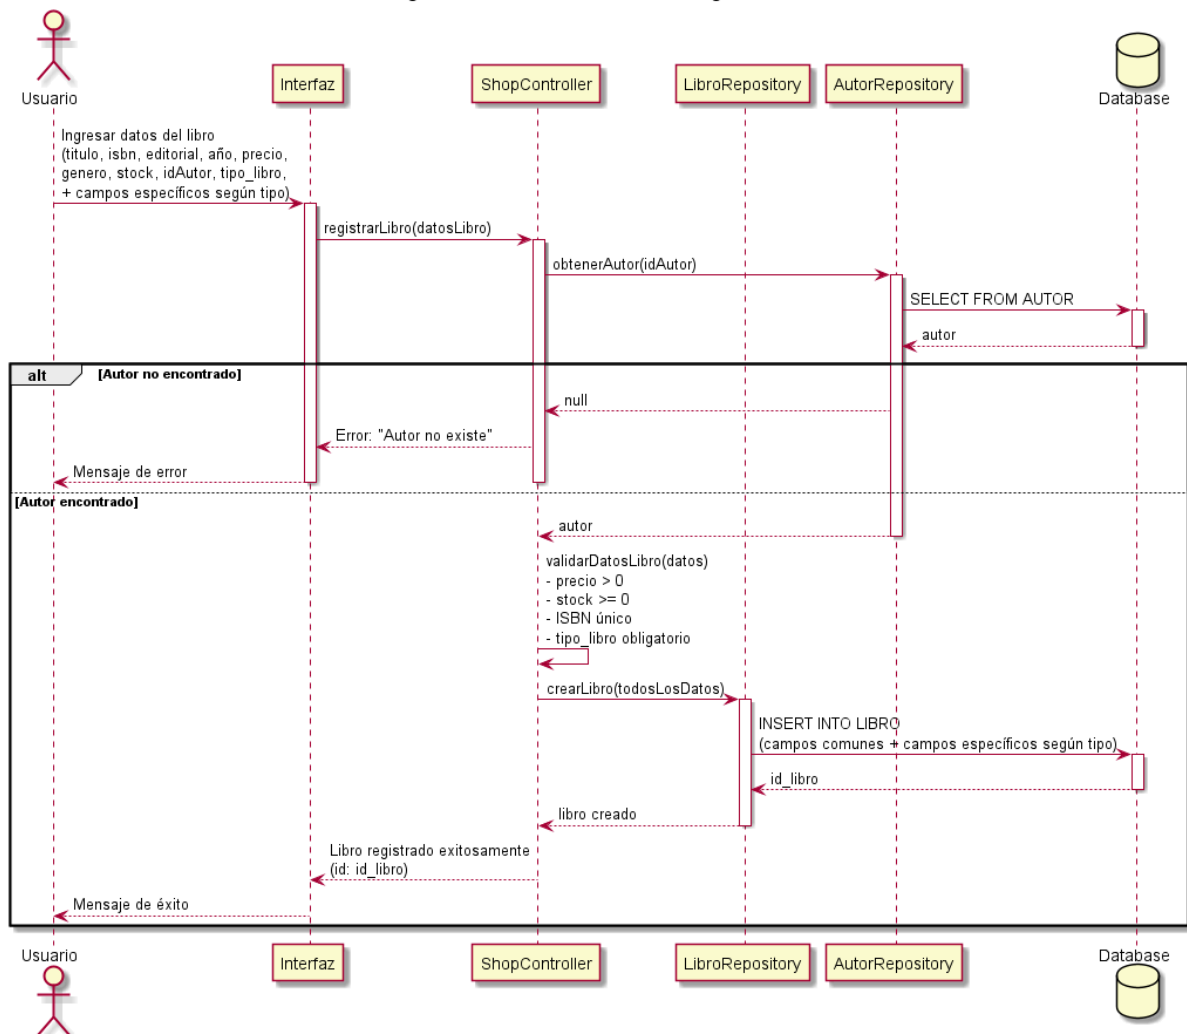 Usuario
Interfaz
ShopController
LibroRepository
AutorRepository
Database
Ingresar datos del libro
(titulo, isbn, editorial, año, precio,
genero, stock, idAutor, tipo_libro,
+ campos específicos según tipo)
registrarLibro(datosLibro)
obtenerAutor(idAutor)
SELECT FROM AUTOR
autor
alt
[Autor no encontrado]
null
Error: "Autor no existe"
Mensaje de error
[Autor encontrado]
autor
validarDatosLibro(datos)
- precio > 0
- stock >= 0
- ISBN único
- tipo_libro obligatorio
crearLibro(todosLosDatos)
INSERT INTO LIBRO
(campos comunes + campos específicos según tipo)
id_libro
libro creado
Libro registrado exitosamente
(id: id_libro)
Mensaje de éxito
Usuario
Interfaz
ShopController
LibroRepository
AutorRepository
Database